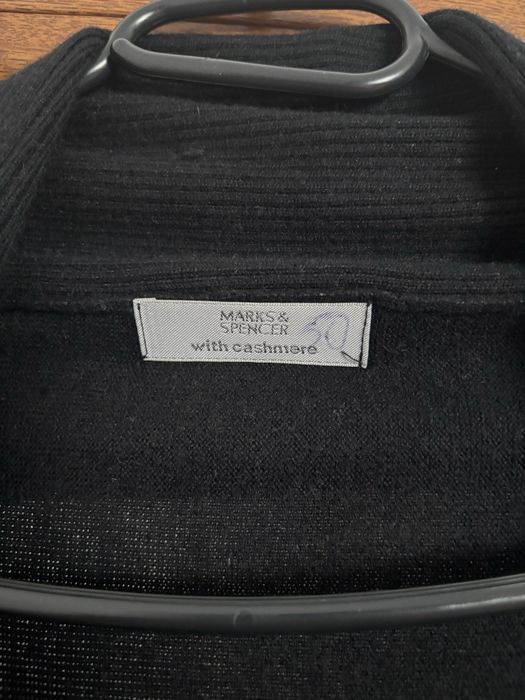 MARKS &
SPENCER
with cashmere
50